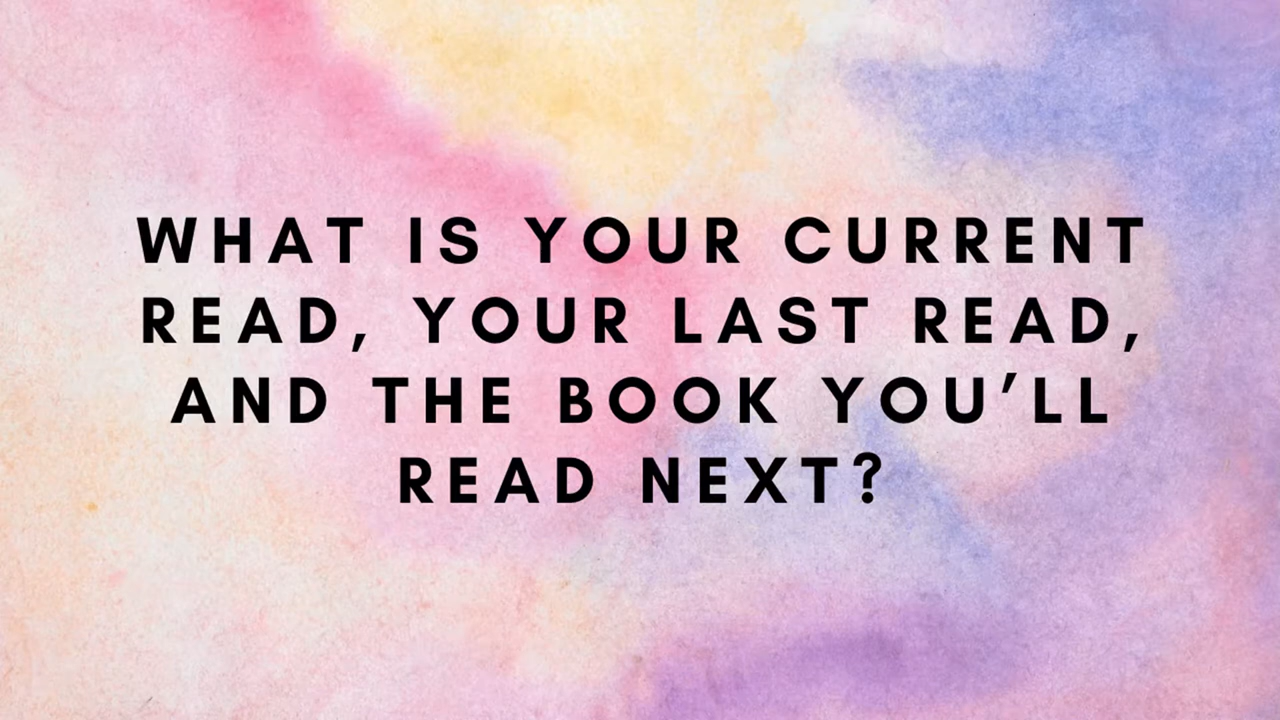 WHAT IS YOUR CURRENT
READ, YOUR LAST READ,
AND THE BOOK YOU’LL
READ NEXT?